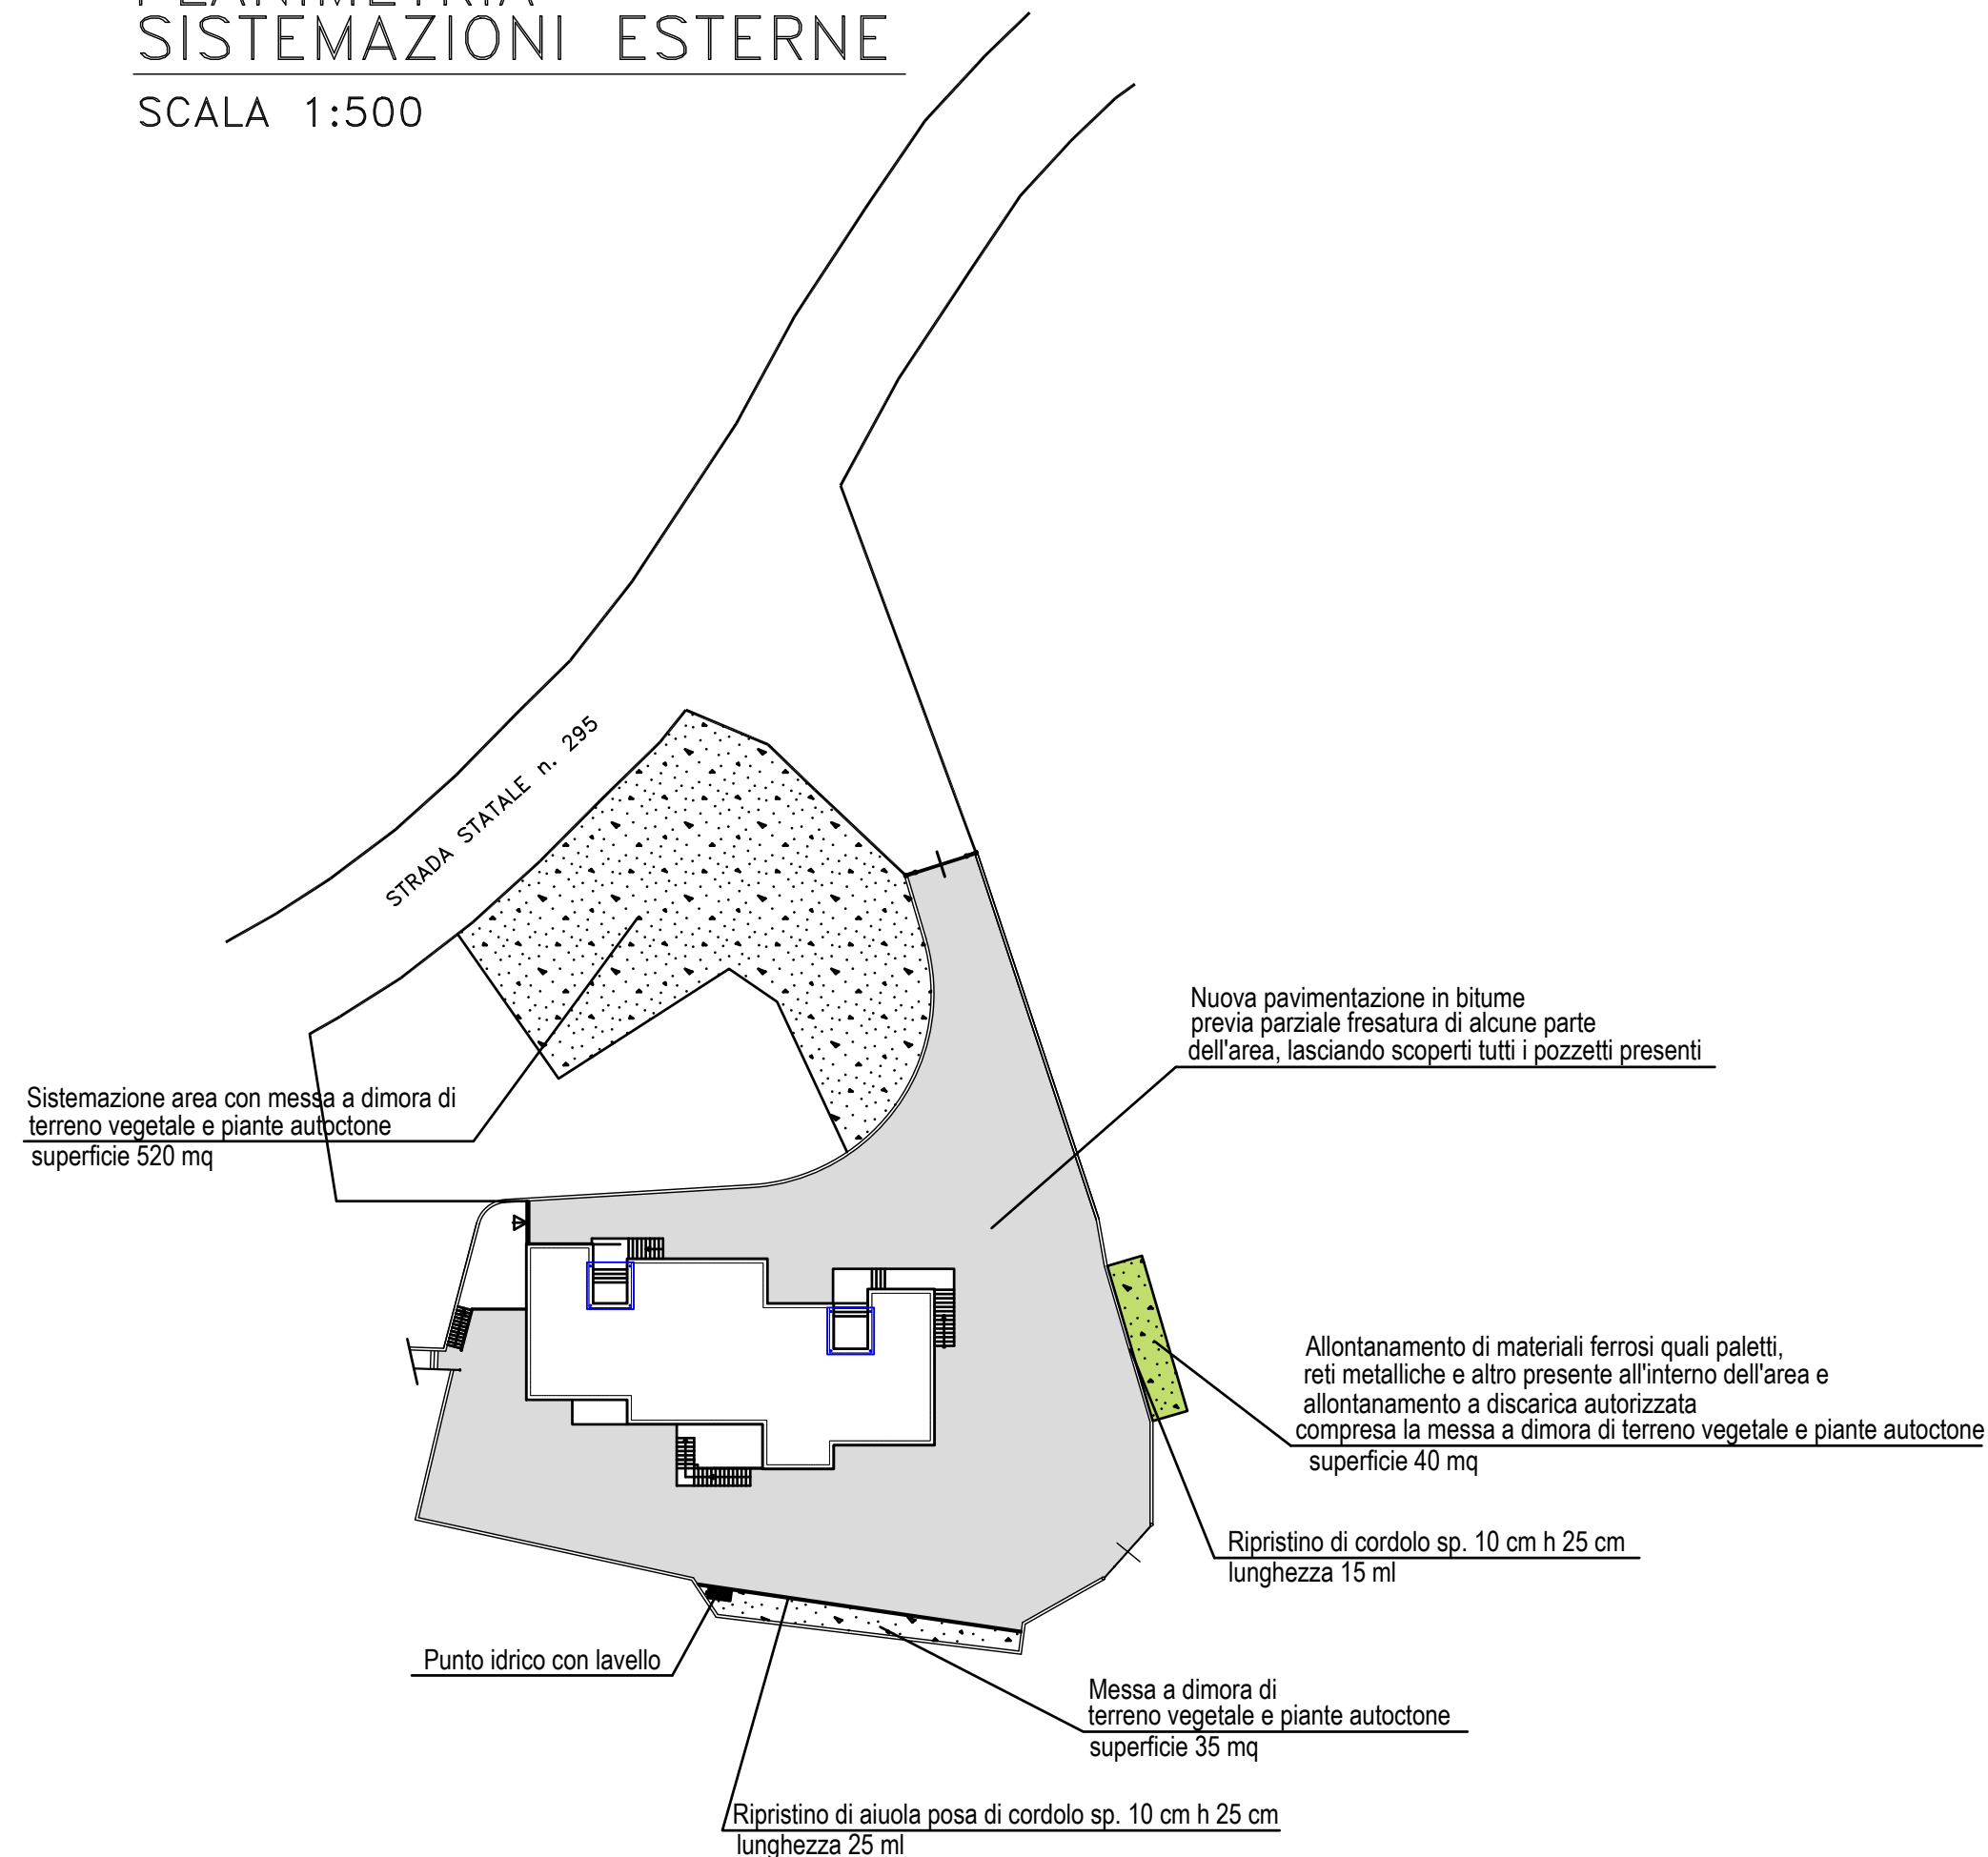 PLANIMETRIA
SISTEMAZIONI ESTERNE
SCALA 1:500
STRADA STATALE n. 295
Nuova pavimentazione in bitume
previa parziale fresatura di alcune parte
dell'area, lasciando scoperti tutti i pozzetti presenti
Sistemazione area con messa a dimora di
terreno vegetale e piante autoctone
superficie 520 mq
Allontanamento di materiali ferrosi quali paletti,
reti metalliche e altro presente all'interno dell'area e
allontanamento a discarica autorizzata
compresa la messa a dimora di terreno vegetale e piante autoctone
superficie 40 mq
Ripristino di cordolo sp. 10 cm h 25 cm
lunghezza 15 ml
Punto idrico con lavello
Messa a dimora di
terreno vegetale e piante autoctone
superficie 35 mq
Ripristino di aiuola posa di cordolo sp. 10 cm h 25 cm
lunghezza 25 ml